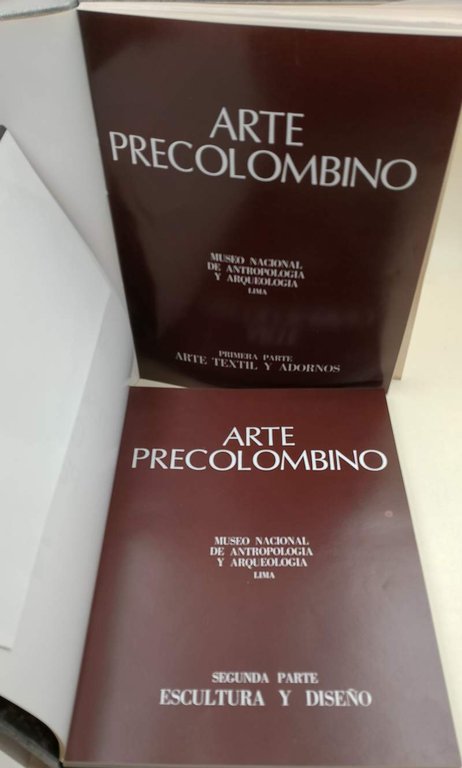 ARTE
PRECOLOMBINO
MUSEO NACIONAL
DE ANTROPOLOGIA
Y ARQUEOLOGIA
LIMA
PRIMERA PARTE
ARTE TEXTIL Y ADORNOS
ARTE
PRECOLOMBINO
MUSEO NACIONAL
DE ANTROPOLOGIA
Y ARQUEOLOGIA
LIMA
SEGUNDA PARTE
ESCULTURA Y DISEÑO